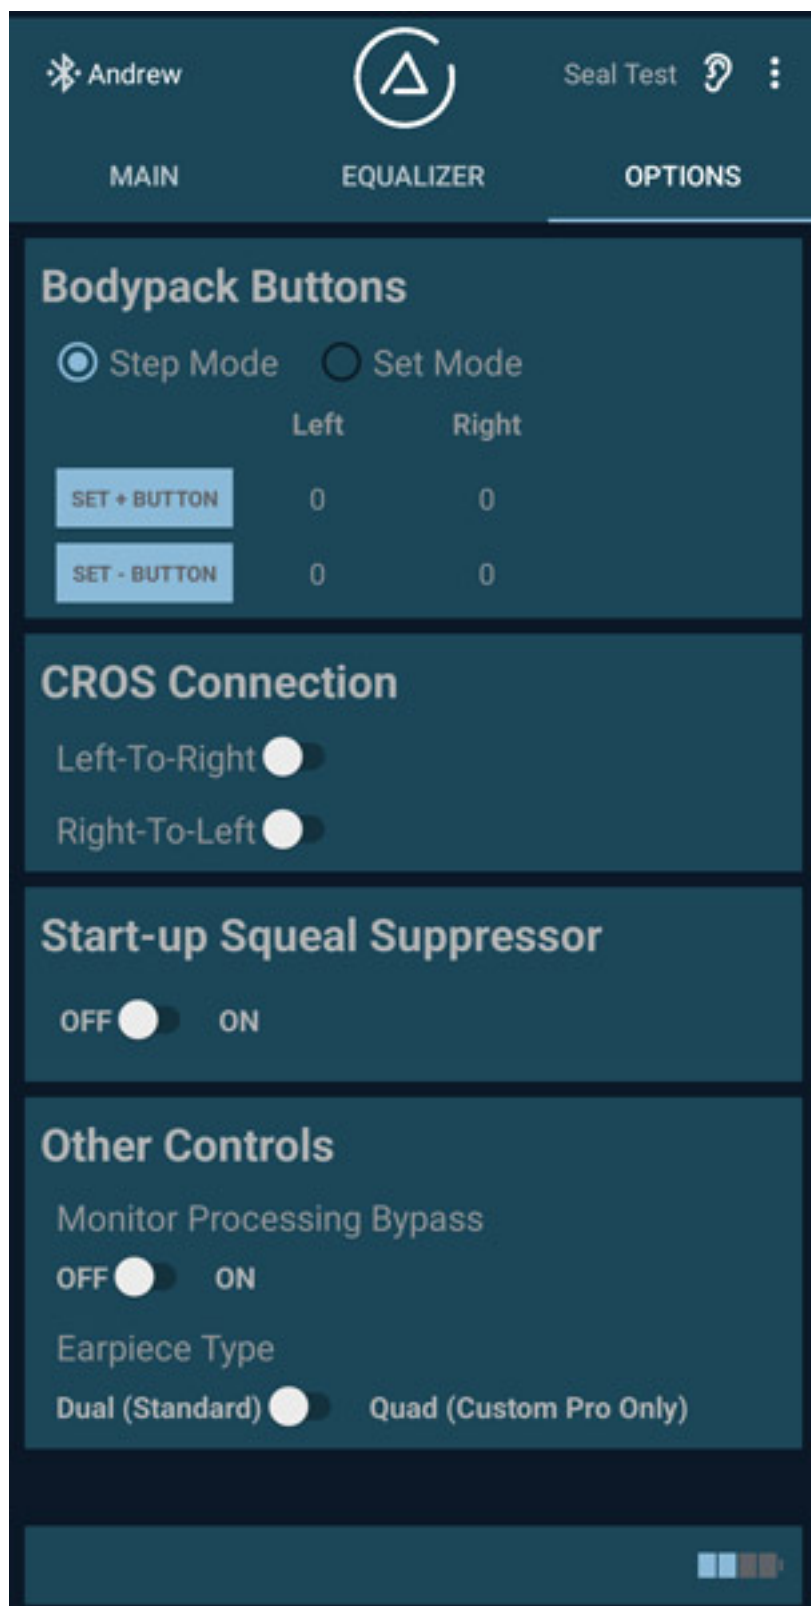 Andrew
Seal Test
MAIN EQUALIZER OPTIONS
Bodypack Buttons
Step Mode Set Mode
Left Right
SET + BUTTON 0 0
SET - BUTTON 0 0
CROS Connection
Left-To-Right
Right-To-Left
Start-up Squeal Suppressor
OFF ON
Other Controls
Monitor Processing Bypass
OFF ON
Earpiece Type
Dual (Standard) Quad (Custom Pro Only)